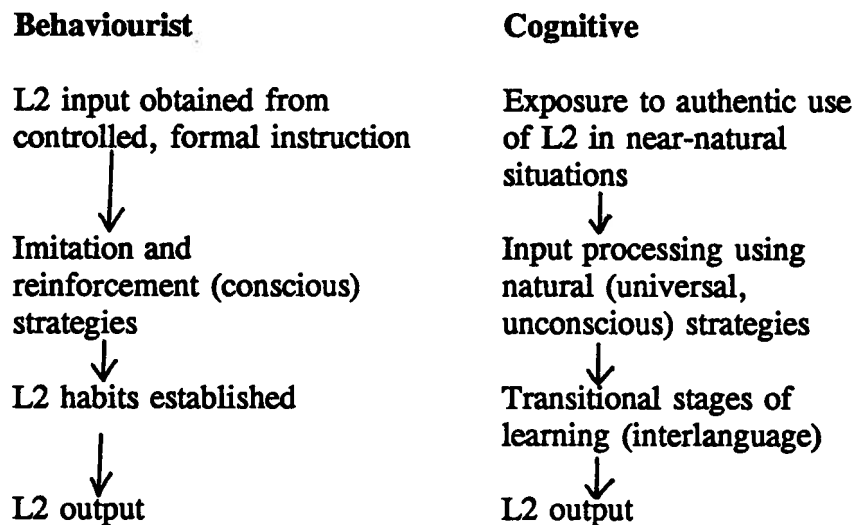 Behaviourist
L2 input obtained from
controlled, formal instruction
Imitation and
reinforcement (conscious)
strategies
L2 habits established
L2 output
Cognitive
Exposure to authentic use
of L2 in near-natural
situations
Input processing using
natural (universal,
unconscious) strategies
Transitional stages of
learning (interlanguage)
L2 output